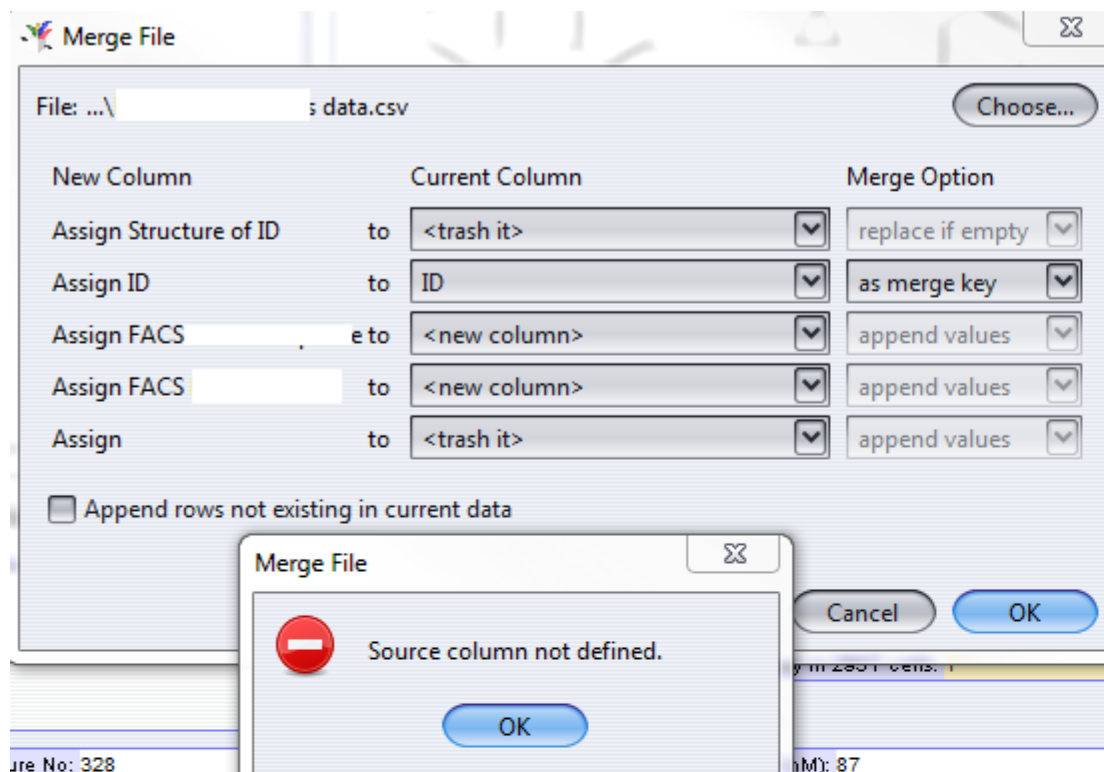 Merge File
File: ...\ s data.csv Choose...
New Column Current Column Merge Option
Assign Structure of ID to <trash it> replace if empty
Assign ID to ID as merge key
Assign FACS e to <new column> append values
Assign FACS to <new column> append values
Assign to <trash it> append values
Append rows not existing in current data
Merge File
Cancel OK
Source column not defined.
OK
ure No: 328 nM): 87